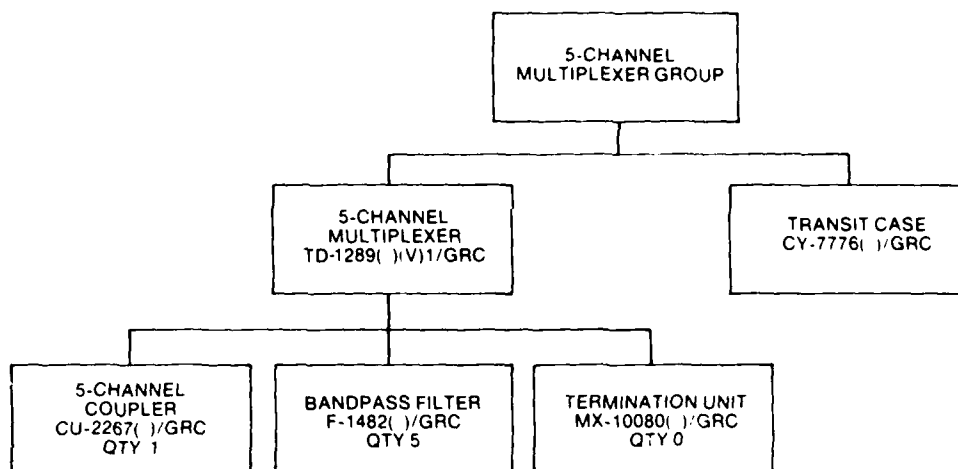 5-CHANNEL
MULTIPLEXER GROUP
5-CHANNEL
MULTIPLEXER
TD-1289( )(V)1/GRC
TRANSIT CASE
CY-7776( )/GRC
5-CHANNEL
COUPLER
CU-2267( )/GRC
QTY 1
BANDPASS FILTER
F-1482( )/GRC
QTY 5
TERMINATION UNIT
MX-10080( )/GRC
QTY 0